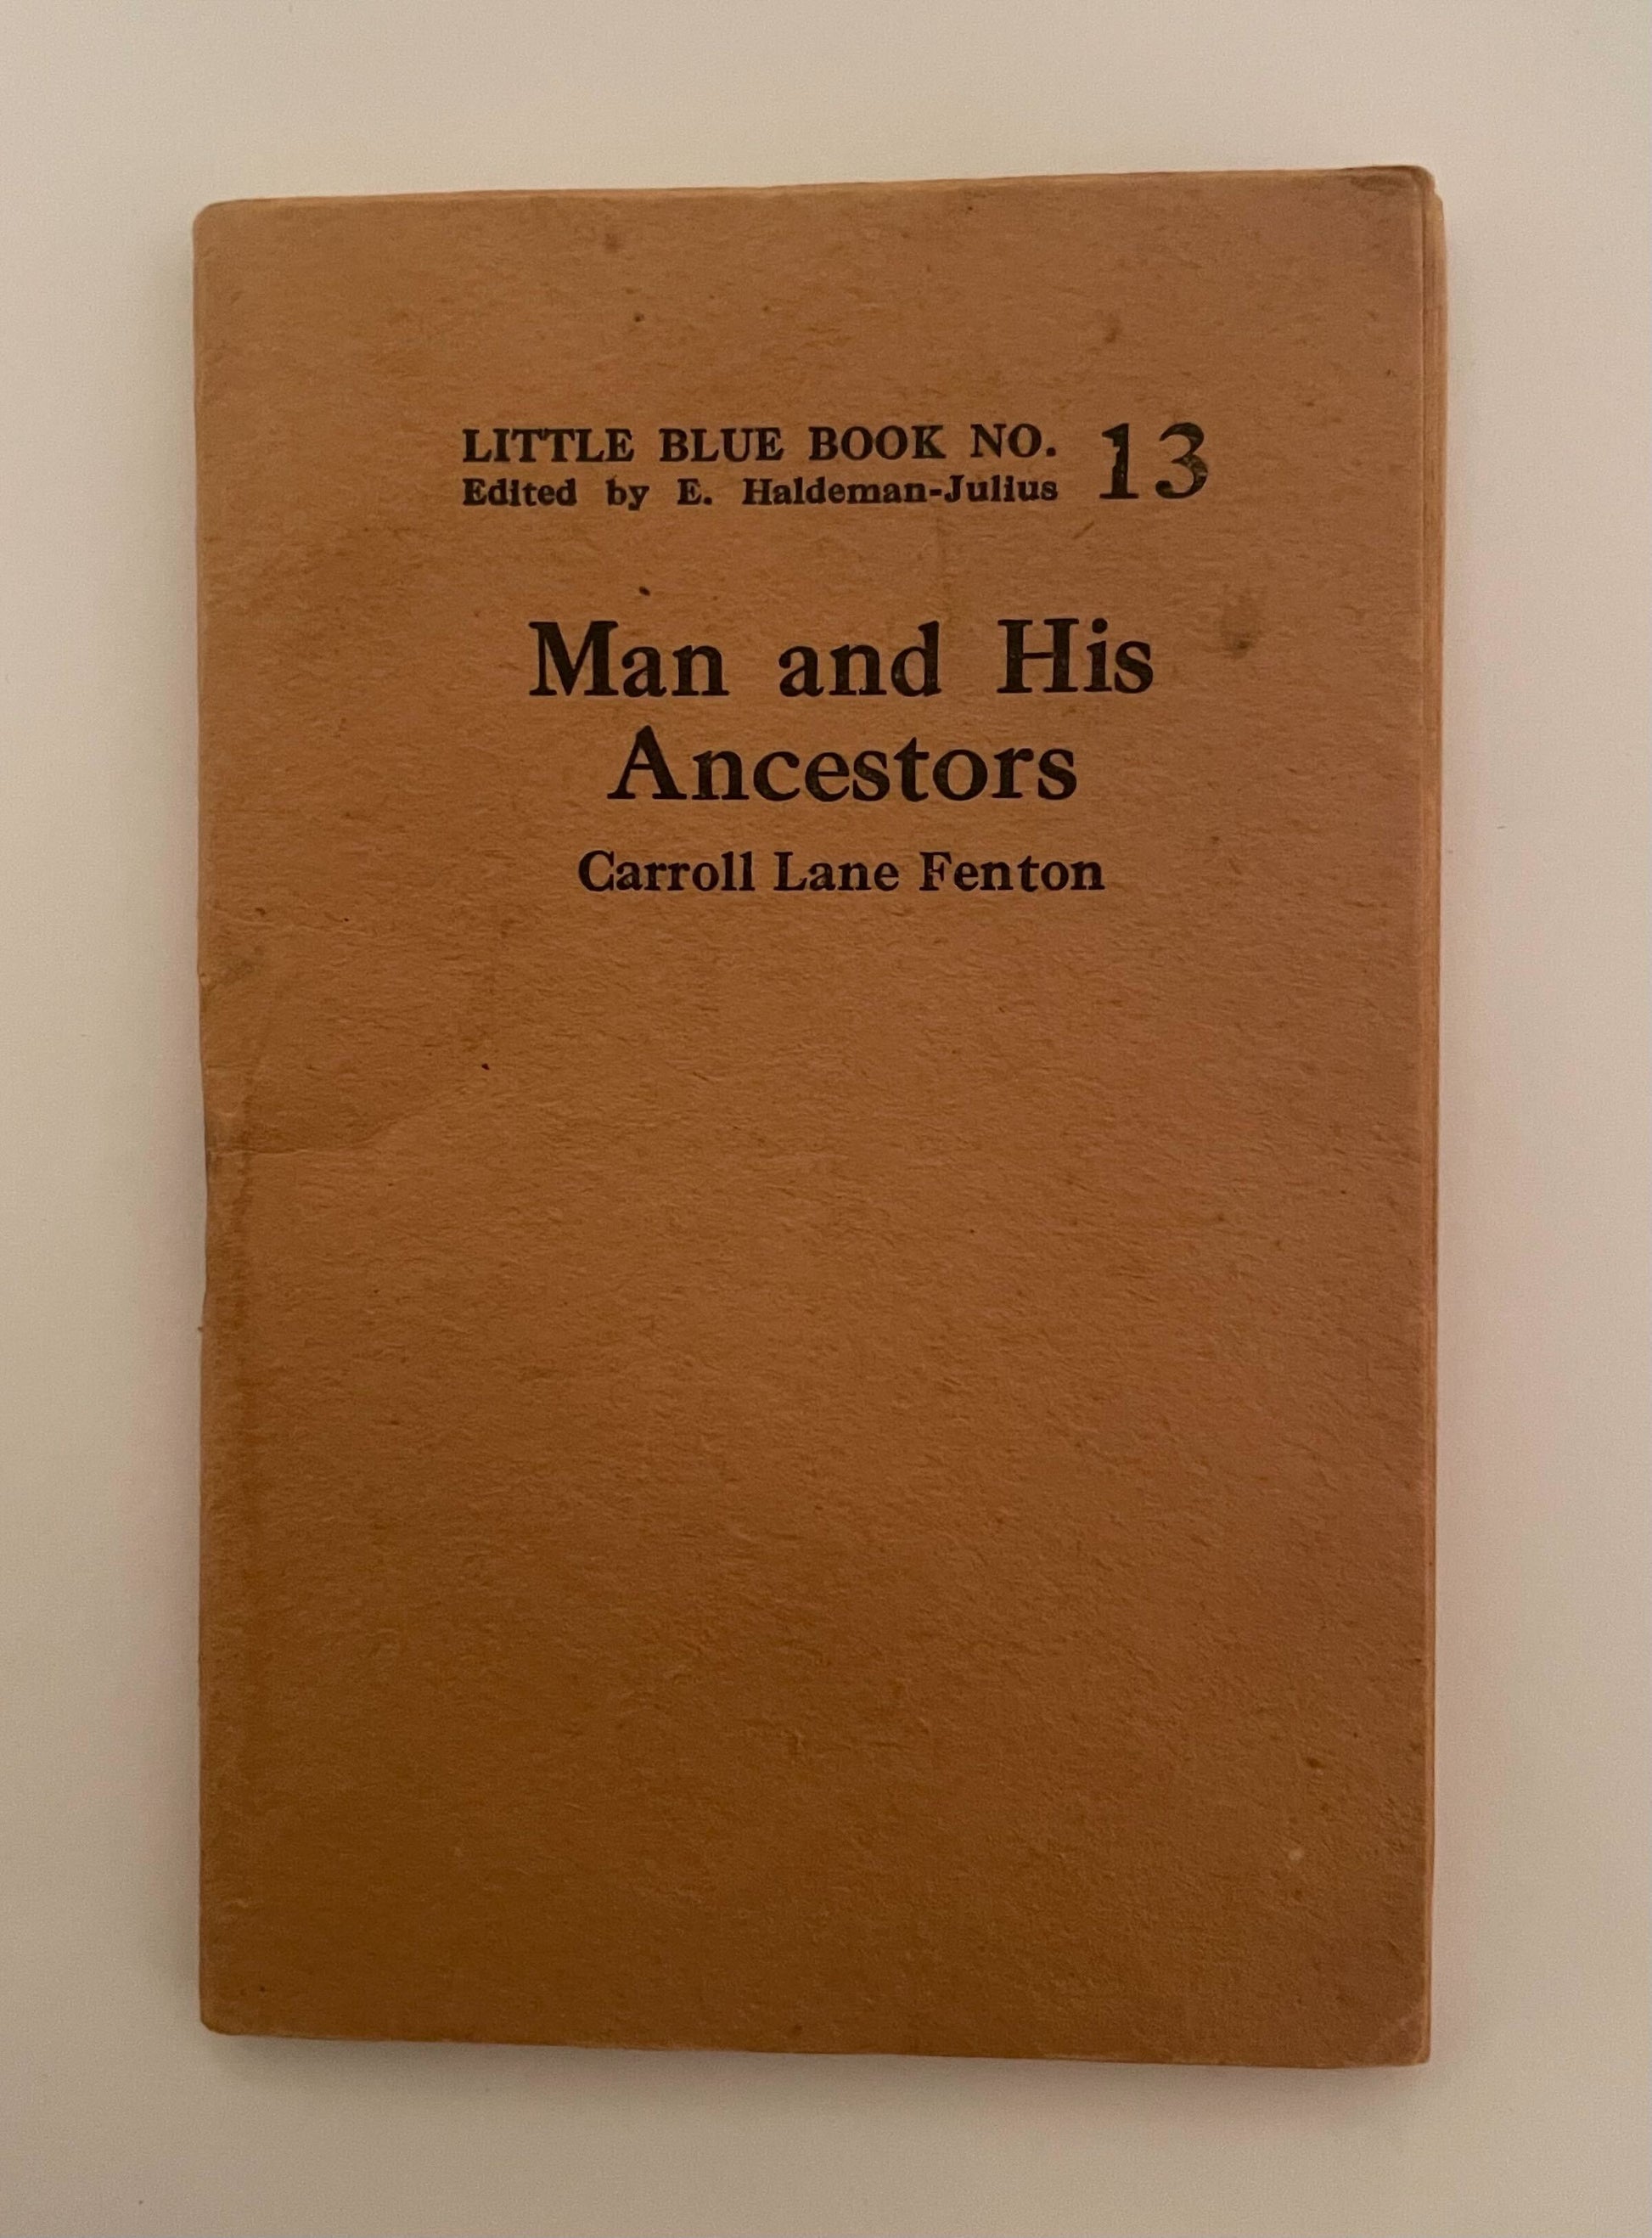 LITTLE BLUE BOOK NO. 13
Edited by E. Haldeman-Julius
Man and His
Ancestors
Carroll Lane Fenton